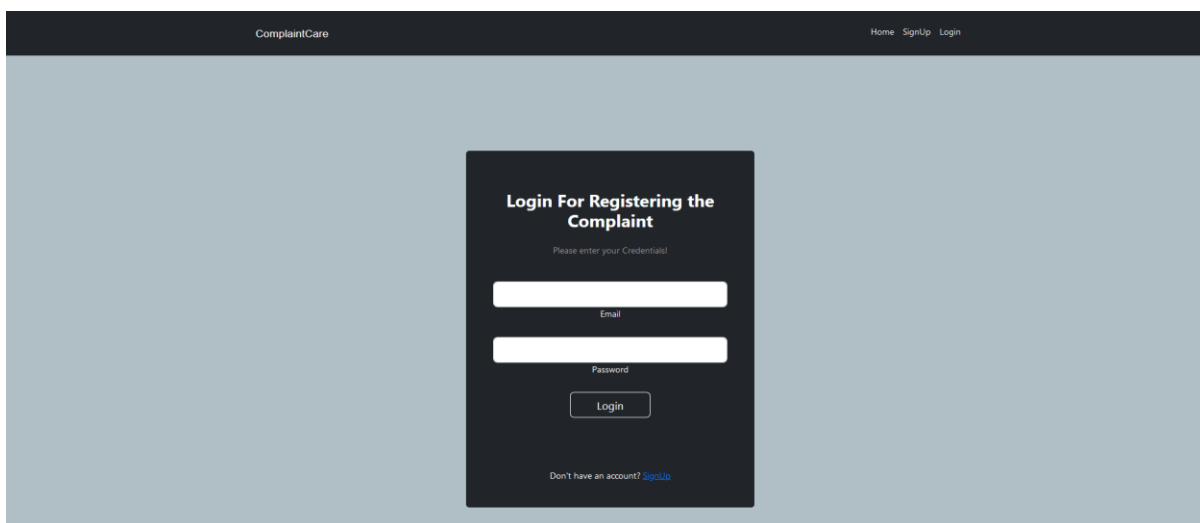 ComplaintCare
Home SignUp Login
Login For Registering the
Complaint
Please enter your Credentials!
Email
Password
Login
Don't have an account? SignUp